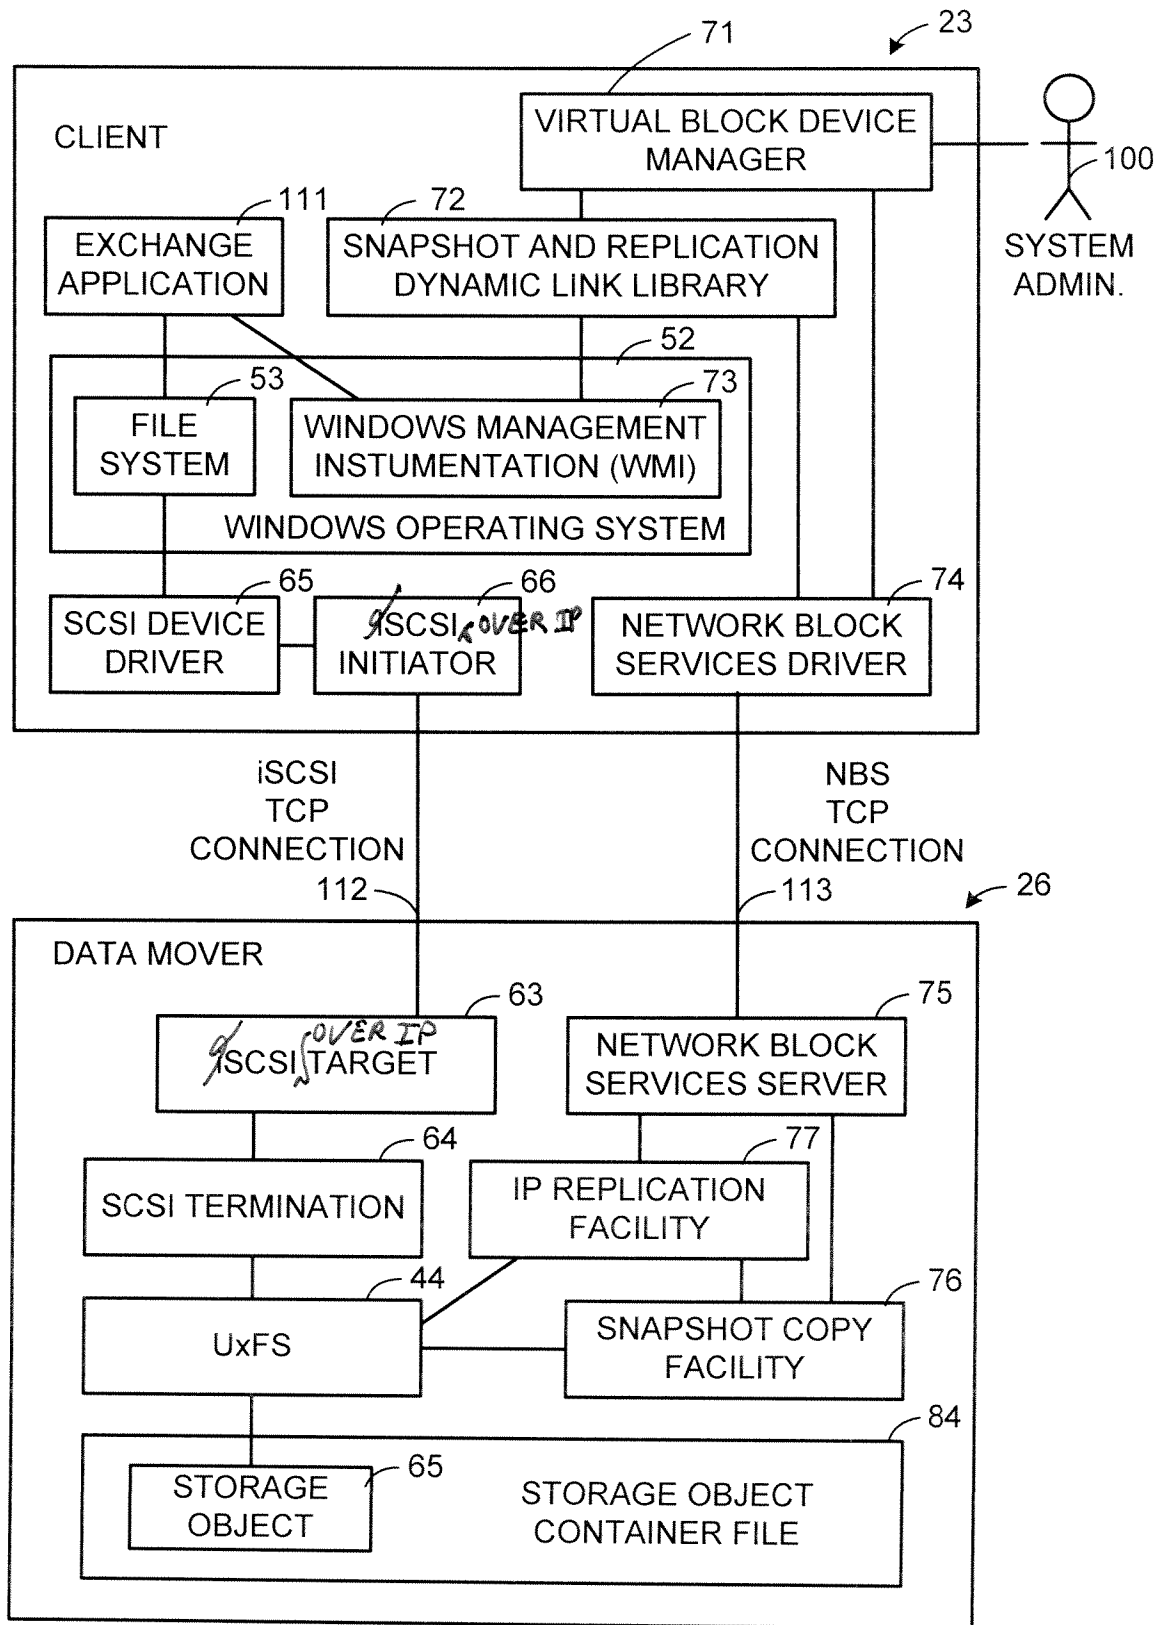 23
71
CLIENT
VIRTUAL BLOCK DEVICE
MANAGER
100
SYSTEM
ADMIN.
111
EXCHANGE
APPLICATION
72
SNAPSHOT AND REPLICATION
DYNAMIC LINK LIBRARY
52
53
FILE
SYSTEM
73
WINDOWS MANAGEMENT
INSTUMENTATION (WMI)
WINDOWS OPERATING SYSTEM
65
SCSI DEVICE
DRIVER
66
iSCSI OVER IP
INITIATOR
74
NETWORK BLOCK
SERVICES DRIVER
iSCSI
TCP
CONNECTION
NBS
TCP
CONNECTION
112
113
26
DATA MOVER
63
OVER IP
iSCSI TARGET
75
NETWORK BLOCK
SERVICES SERVER
64
SCSI TERMINATION
77
IP REPLICATION
FACILITY
44
UxFS
76
SNAPSHOT COPY
FACILITY
84
65
STORAGE
OBJECT
STORAGE OBJECT
CONTAINER FILE